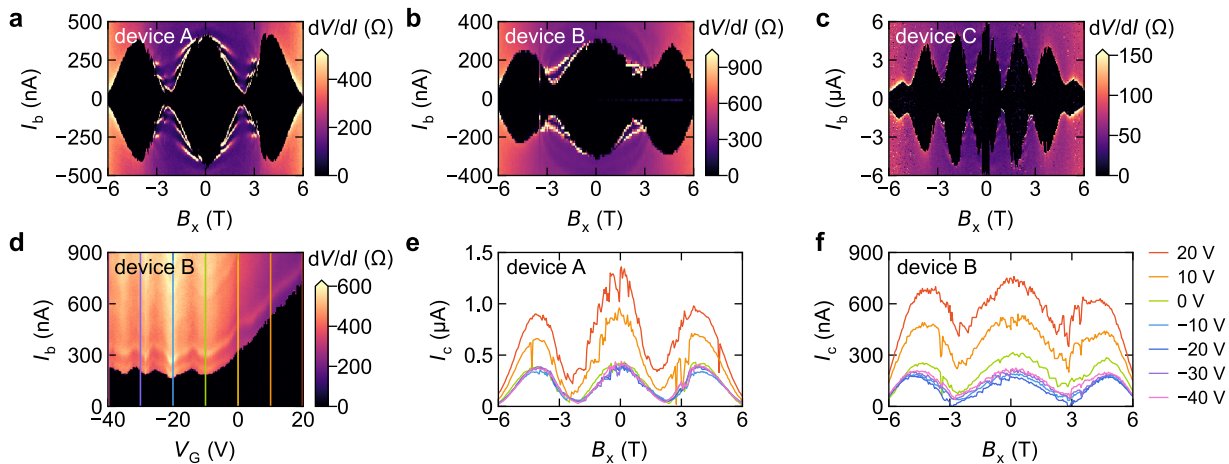 a
device A
dV/dI (Ω)
I_b (nA)
500
250
0
−250
−500
−6
−3
0
3
6
B_x (T)
400
200
0
b
device B
dV/dI (Ω)
I_b (nA)
400
200
0
−200
−400
−6
−3
0
3
6
B_x (T)
900
600
300
0
c
device C
dV/dI (Ω)
I_b (µA)
6
3
0
−3
−6
−6
−3
0
3
6
B_x (T)
150
100
50
0
d
device B
dV/dI (Ω)
I_b (nA)
900
600
300
0
−40
−20
0
20
V_G (V)
600
400
200
0
e
device A
I_c (µA)
1.5
1.0
0.5
0
−6
−3
0
3
6
B_x (T)
f
device B
I_c (nA)
900
600
300
0
−6
−3
0
3
6
B_x (T)
20 V
10 V
0 V
−10 V
−20 V
−30 V
−40 V